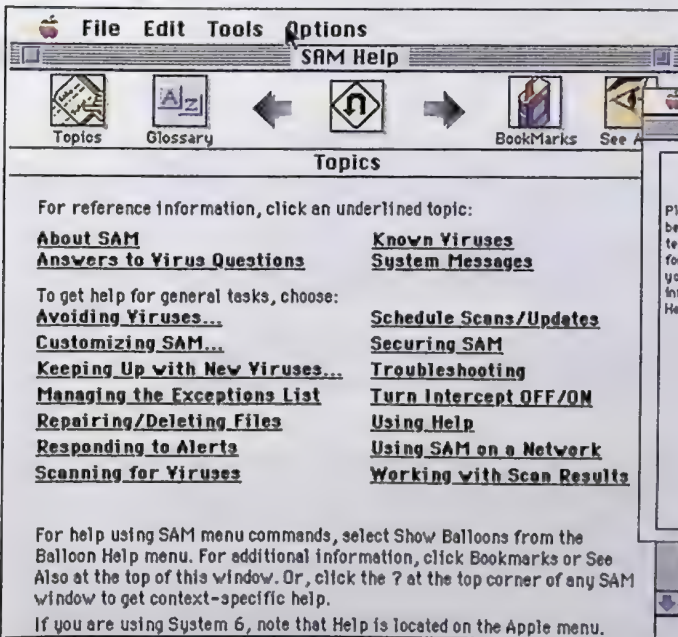 File Edit Tools Options
SAM Help
Topics Glossary BookMarks See A
Topics
For reference information, click an underlined topic:
About SAM Known Viruses
Answers to Virus Questions System Messages
To get help for general tasks, choose:
Avoiding Viruses... Schedule Scans/Updates
Customizing SAM... Securing SAM
Keeping Up with New Viruses... Troubleshooting
Managing the Exceptions List Turn Intercept OFF/ON
Repairing/Deleting Files Using Help
Responding to Alerts Using SAM on a Network
Scanning for Viruses Working with Scan Results
For help using SAM menu commands, select Show Balloons from the
Balloon Help menu. For additional information, click Bookmarks or See
Also at the top of this window. Or, click the ? at the top corner of any SAM
window to get context-specific help.
If you are using System 6, note that Help is located on the Apple menu.